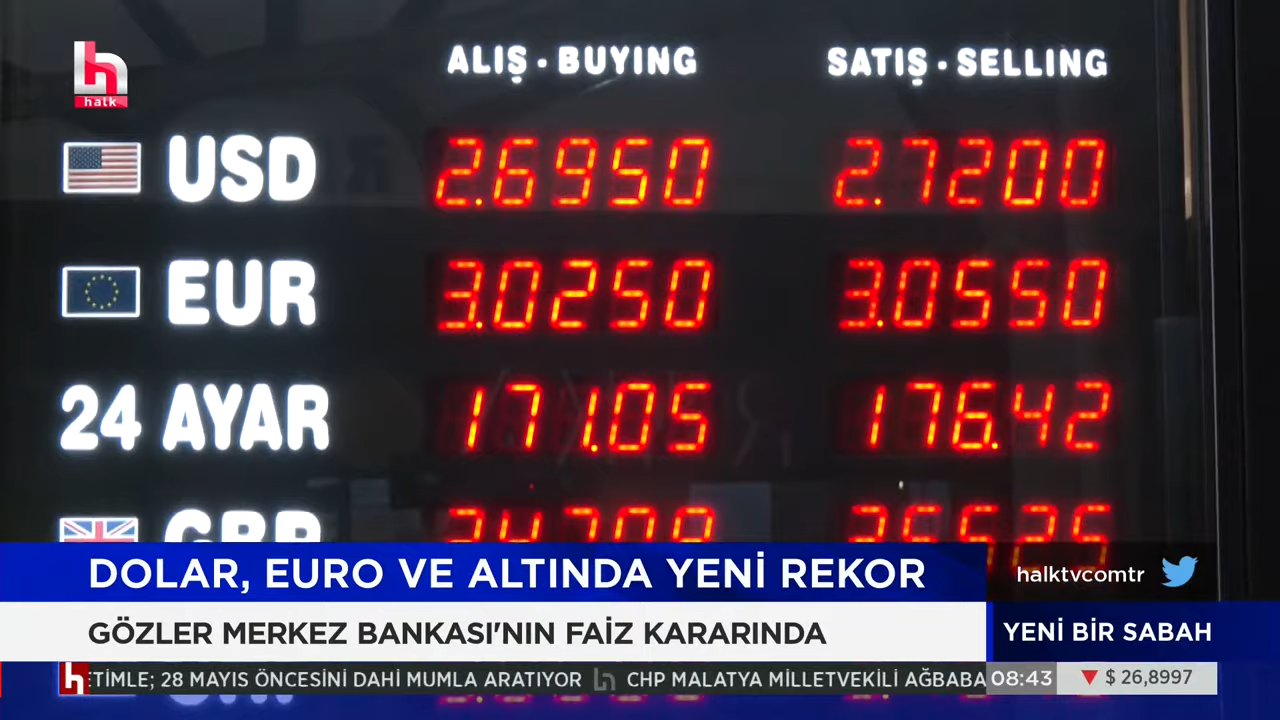 halk
ALIŞ · BUYING
SATIŞ · SELLING
USD 2.6950 2.7200
EUR 3.0250 3.0550
24 AYAR 171.05 176.42
GBP
DOLAR, EURO VE ALTINDA YENİ REKOR
halktvcomtr
GÖZLER MERKEZ BANKASI'NIN FAİZ KARARINDA
YENİ BİR SABAH
ETİMLE; 28 MAYIS ÖNCESİNİ DAHİ MUMLA ARATIYOR
CHP MALATYA MİLLETVEKİLİ AĞBABA
08:43
$ 26,8997